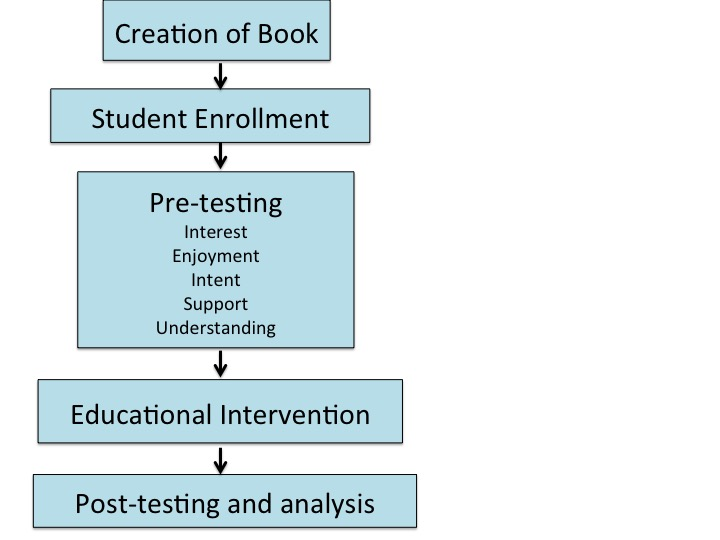 Creation of Book
Student Enrollment
Pre-testing
Interest
Enjoyment
Intent
Support
Understanding
Educational Intervention
Post-testing and analysis